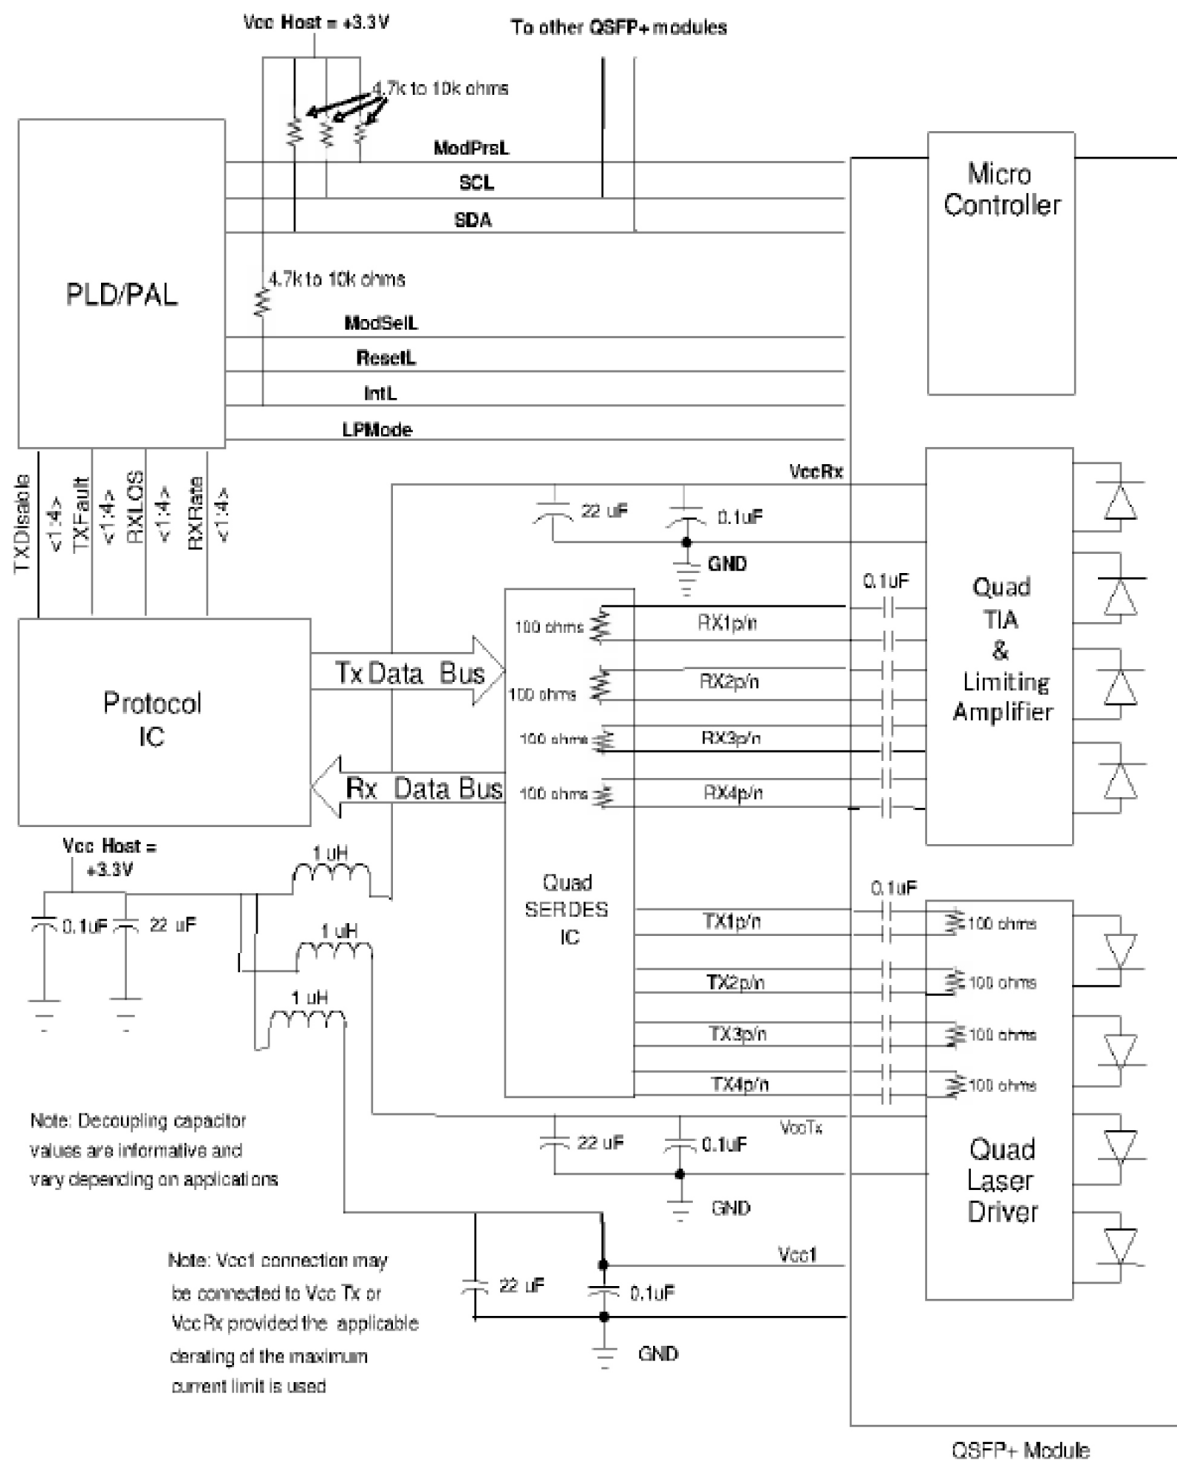 Vcc Host = +3.3V
To other QSFP+ modules
4.7k to 10k ohms
ModPrsL
SCL
SDA
Micro
Controller
PLD/PAL
4.7k to 10k ohms
ModSelL
ResetL
IntL
LPMode
TXDisable
<1:4>
TXFault
<1:4>
RXLOS
<1:4>
RXRate
<1:4>
VccRx
22 uF
0.1uF
GND
0.1uF
Quad
TIA
&
Limiting
Amplifier
100 ohms
RX1p/n
100 ohms
RX2p/n
100 ohms
RX3p/n
100 ohms
RX4p/n
Tx Data Bus
Protocol
IC
Rx Data Bus
Vcc Host =
+3.3V
0.1uF
22 uF
1 uH
1 uH
1 uH
Quad
SERDES
IC
0.1uF
TX1p/n
100 ohms
TX2p/n
100 ohms
TX3p/n
100 ohms
TX4p/n
100 ohms
Note: Decoupling capacitor
values are informative and
vary depending on applications
22 uF
0.1uF
VccTx
GND
Quad
Laser
Driver
Note: Vcc1 connection may
be connected to Vcc Tx or
VccRx provided the applicable
derating of the maximum
current limit is used
22 uF
0.1uF
Vcc1
GND
QSFP+ Module